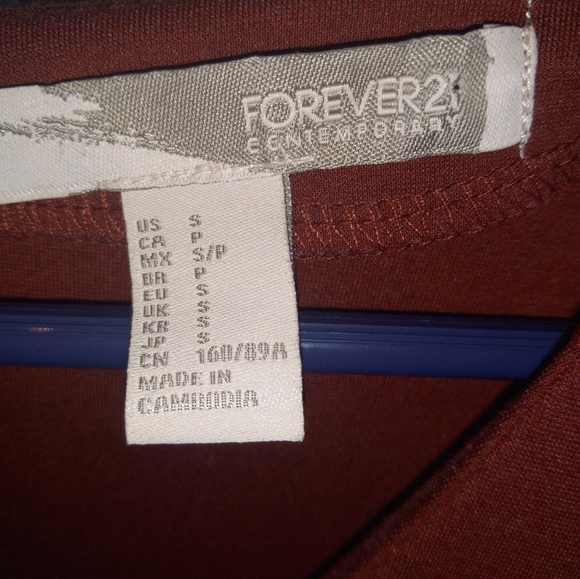 FOREVER21
CONTEMPORARY
US S
CA P
MX S/P
BR P
EU S
UK S
KR S
JP S
CN 160/89A
MADE IN
CAMBODIA